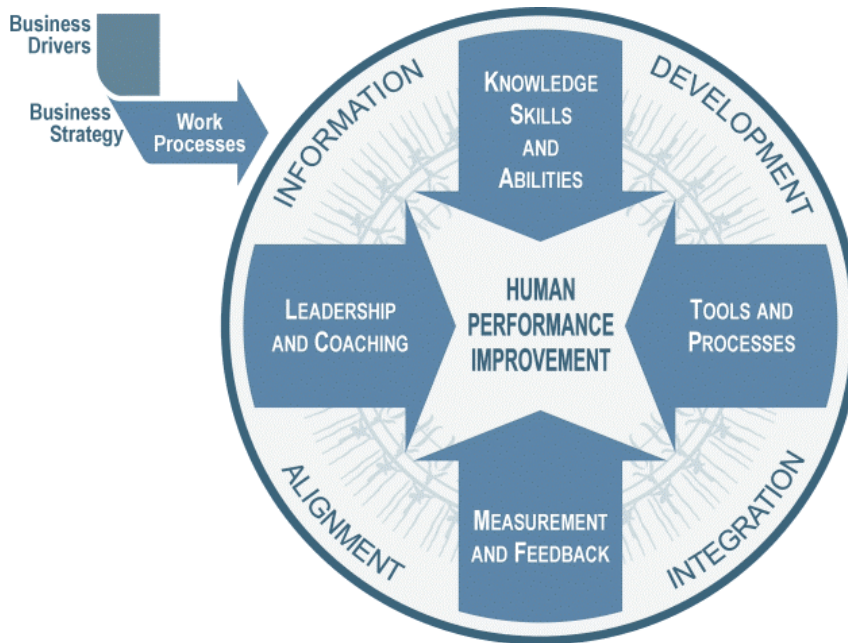 Business
Drivers
Business
Strategy
Work
Processes
INFORMATION
DEVELOPMENT
KNOWLEDGE
SKILLS
AND
ABILITIES
LEADERSHIP
AND COACHING
HUMAN
PERFORMANCE
IMPROVEMENT
TOOLS AND
PROCESSES
MEASUREMENT
AND FEEDBACK
ALIGNMENT
INTEGRATION